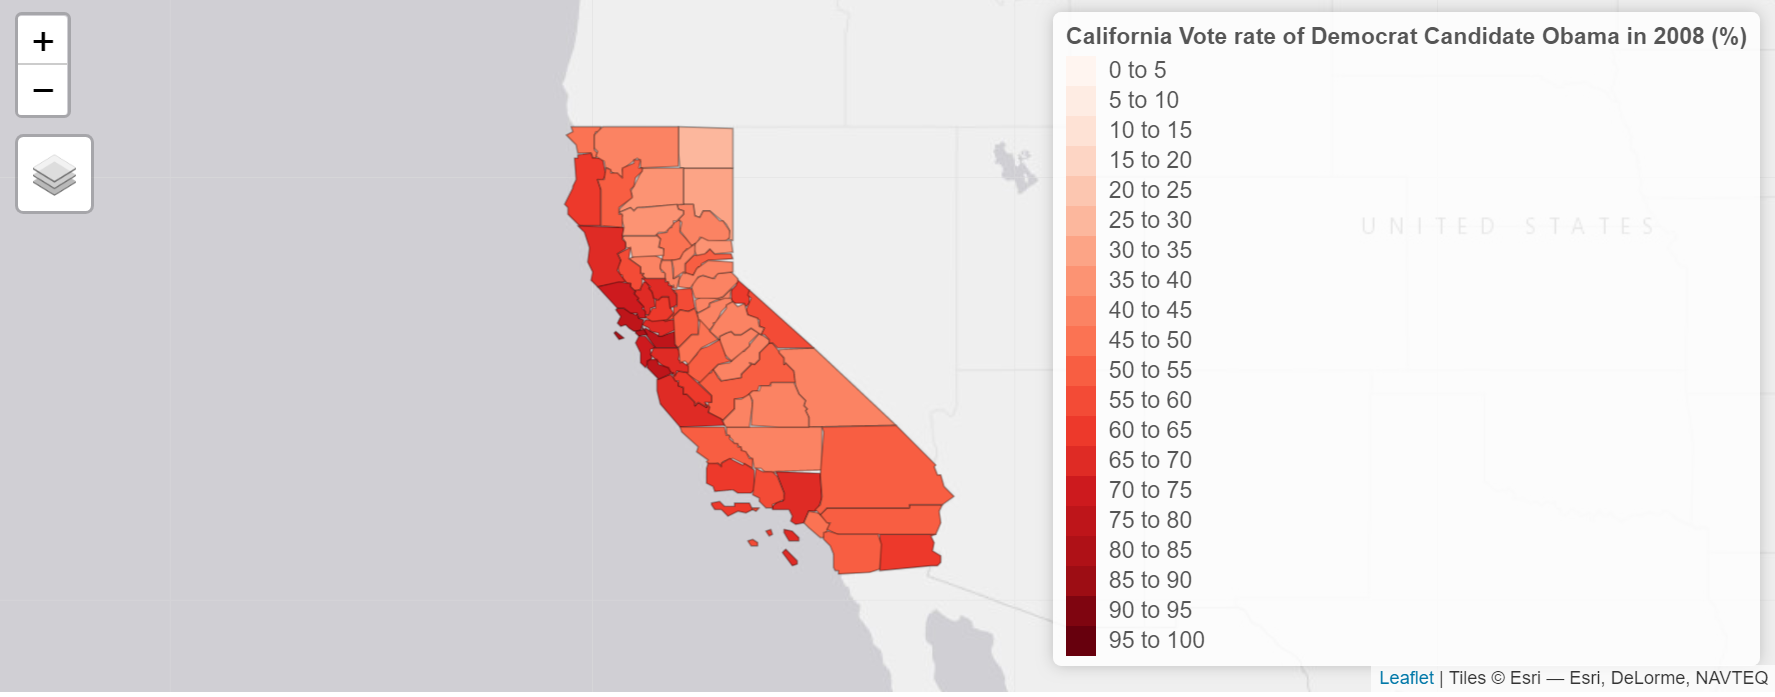 +
−
California Vote rate of Democrat Candidate Obama in 2008 (%)
0 to 5
5 to 10
10 to 15
15 to 20
20 to 25
25 to 30
30 to 35
35 to 40
40 to 45
45 to 50
50 to 55
55 to 60
60 to 65
65 to 70
70 to 75
75 to 80
80 to 85
85 to 90
90 to 95
95 to 100
UNITED STATES
Leaflet | Tiles © Esri — Esri, DeLorme, NAVTEQ